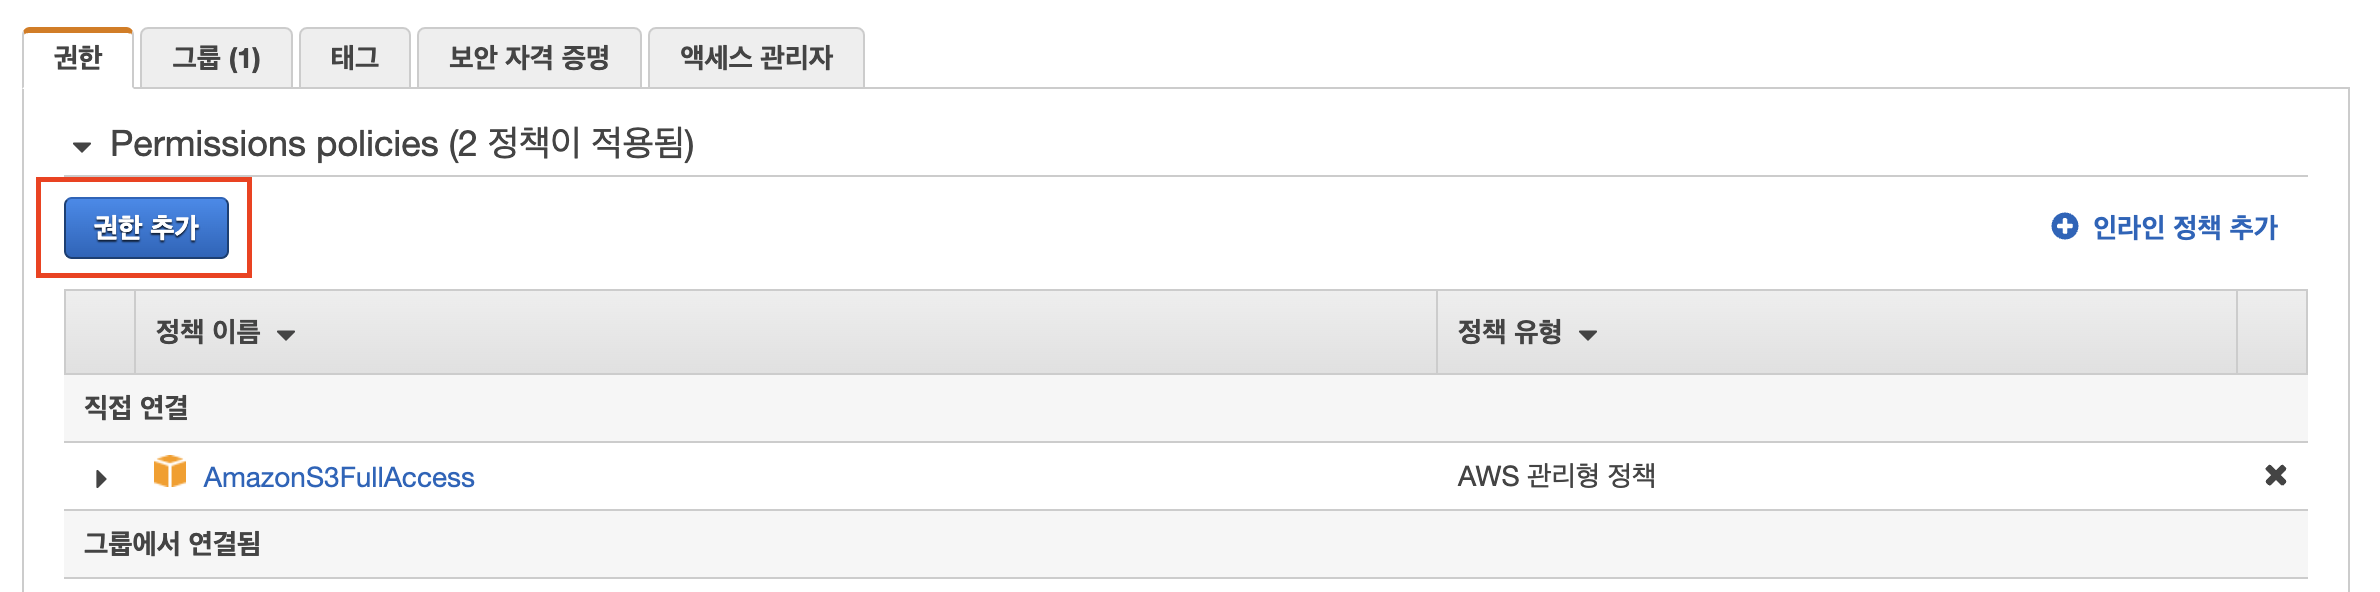 권한 그룹 (1) 태그 보안 자격 증명 액세스 관리자
Permissions policies (2 정책이 적용됨)
권한 추가 인라인 정책 추가
정책 이름 정책 유형
직접 연결
AmazonS3FullAccess AWS 관리형 정책
그룹에서 연결됨